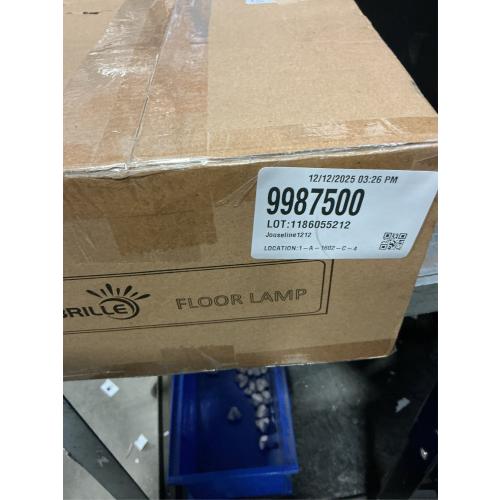 12/12/2025 03:26 PM
9987500
LOT:1186055212
Jouseline1212
LOCATION:1-A-1602-C-4
BRILLE
FLOOR LAMP